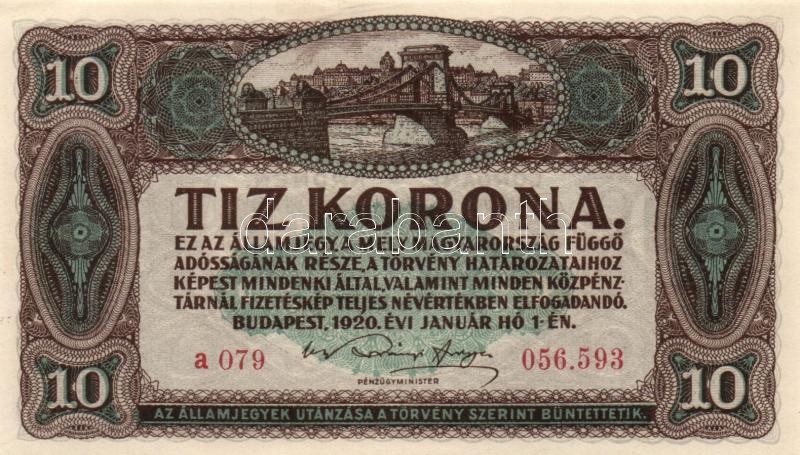 10 10
TIZ KORONA.
EZ AZ ÁLLAMJEGY, A MELY MAGYARORSZÁG FÜGGŐ
ADÓSSÁGÁNAK RÉSZE, A TÖRVÉNY HATÁROZATAIHOZ
KÉPEST MINDENKI ÁLTAL, VALAMINT MINDEN KÖZPÉNZ-
TÁRNÁL FIZETÉSKÉP TELJES NÉVÉRTÉKBEN ELFOGADANDÓ.
BUDAPEST, 1920. ÉVI JANUÁR HÓ 1-ÉN.
a 079 056.593
PÉNZÜGYMINISTER
10 10
AZ ÁLLAMJEGYEK UTÁNZÁSA A TÖRVÉNY SZERINT BÜNTETTETIK.
darabanth